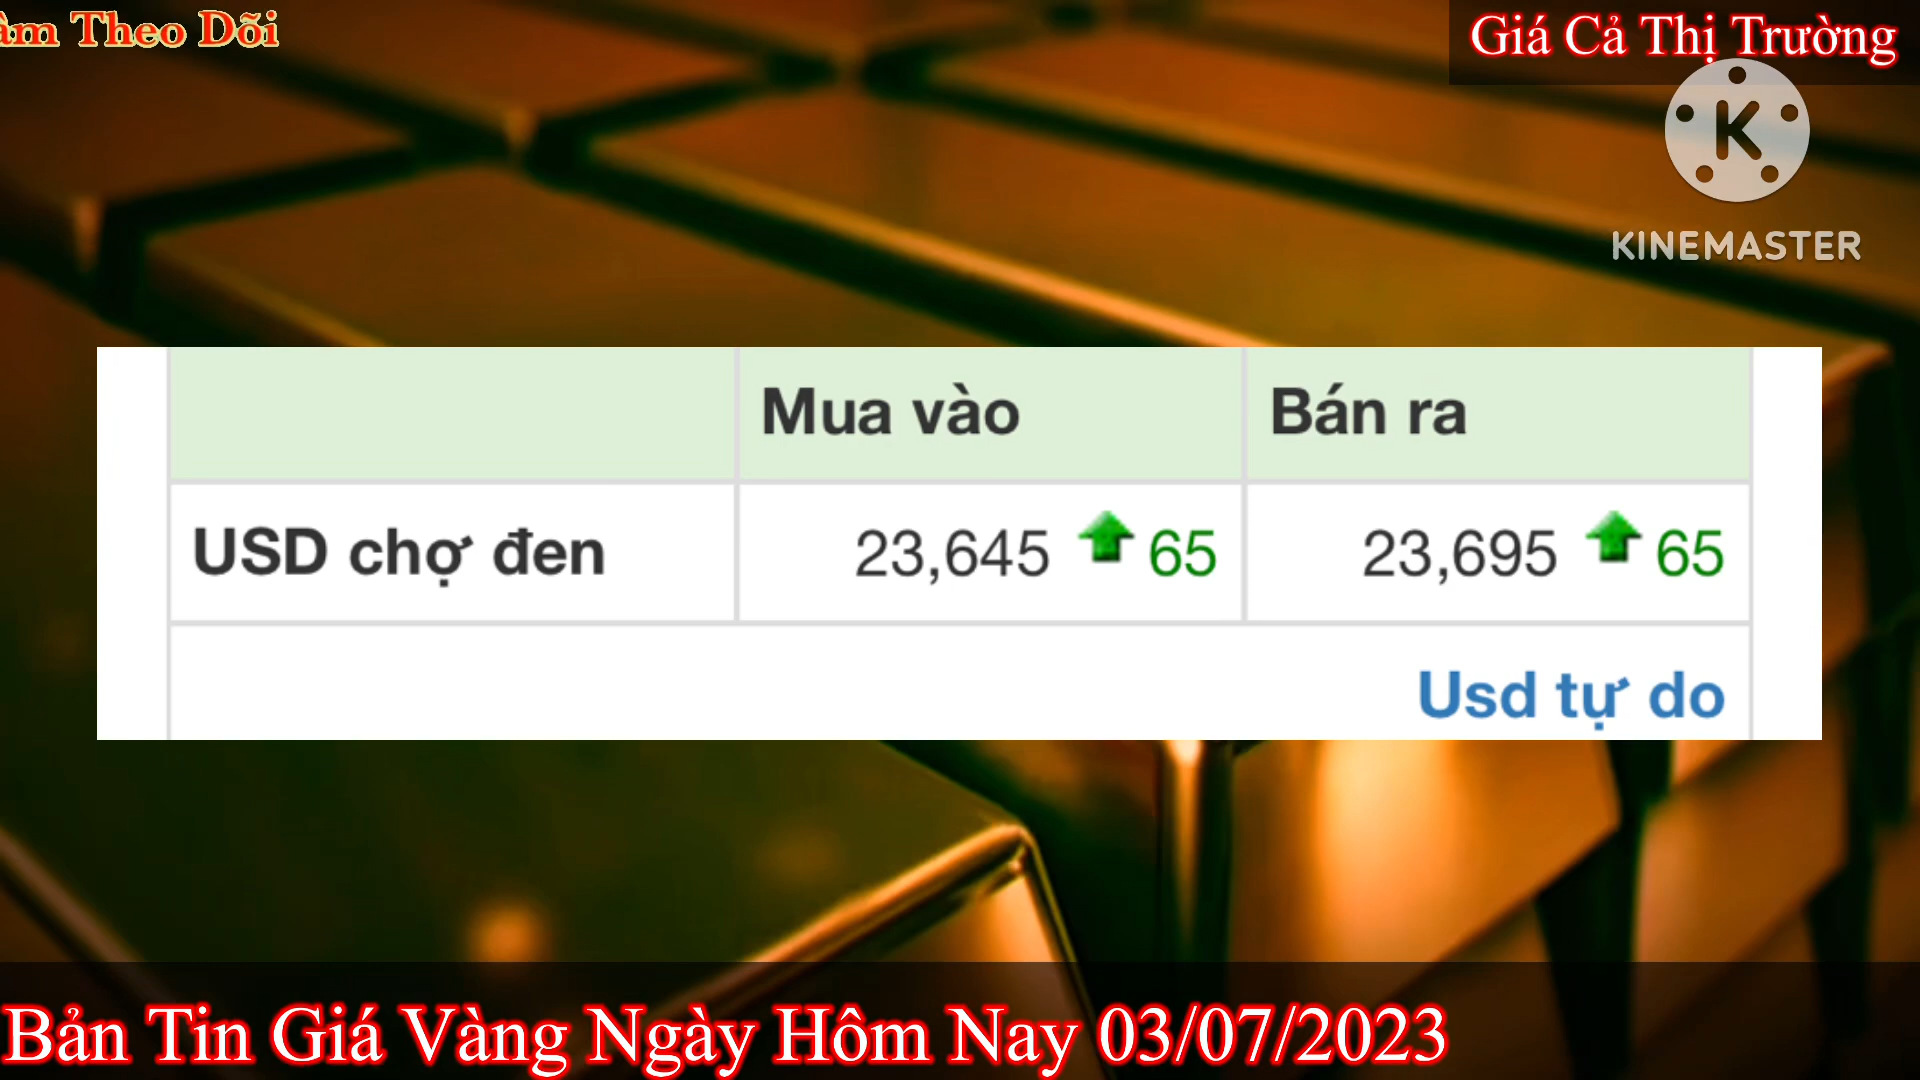 Theo Dõi
Giá Cả Thị Trường
K
KINEMASTER
Mua vào Bán ra
USD chợ đen 23,645 65 23,695 65
Usd tự do
Bản Tin Giá Vàng Ngày Hôm Nay 03/07/2023